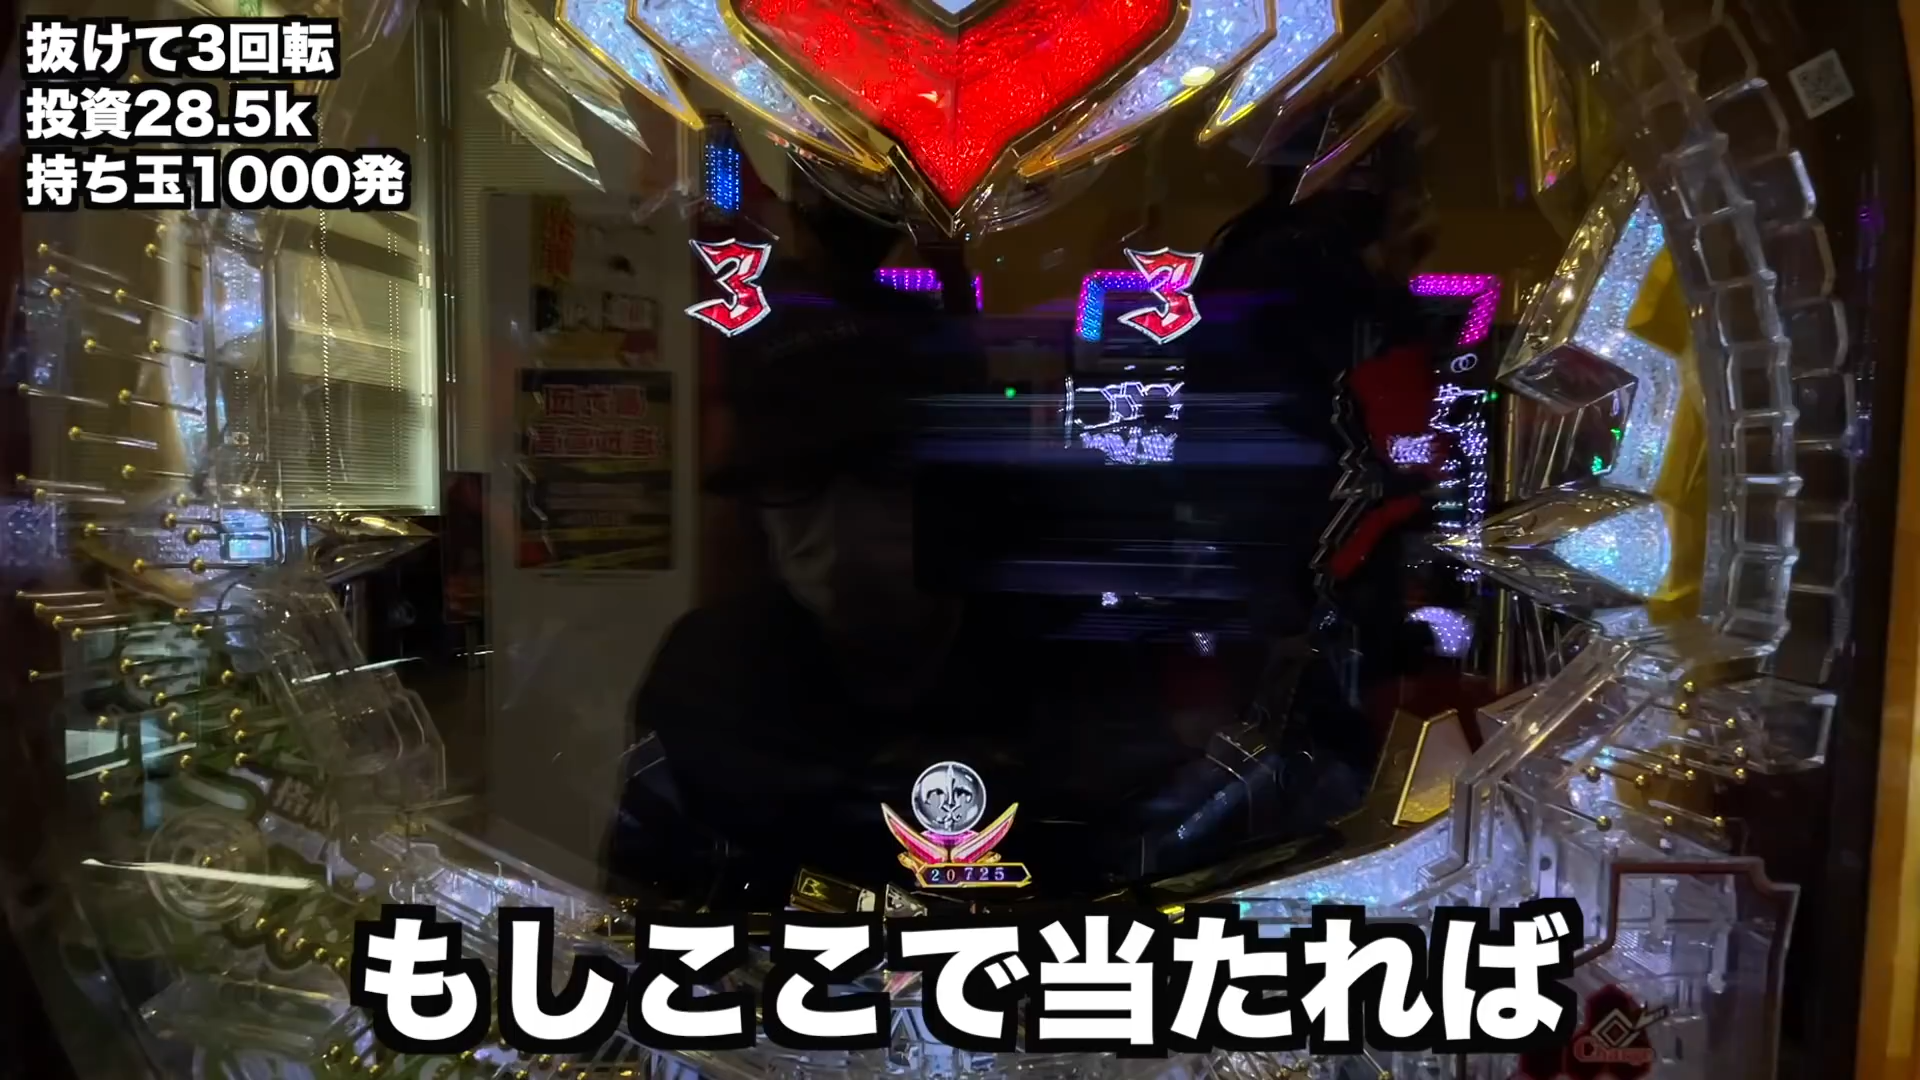 抜けて3回転
投資28.5k
持ち玉1000発
3 3
20725
もしここで当たれば
Change